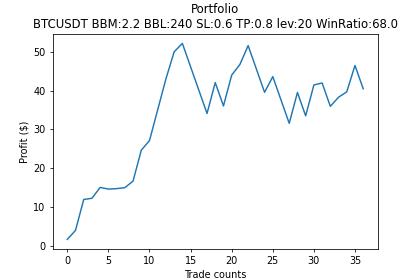 Portfolio
BTCUSDT BBM:2.2 BBL:240 SL:0.6 TP:0.8 lev:20 WinRatio:68.0
Profit ($)
50
40
30
20
10
0
0 5 10 15 20 25 30 35
Trade counts